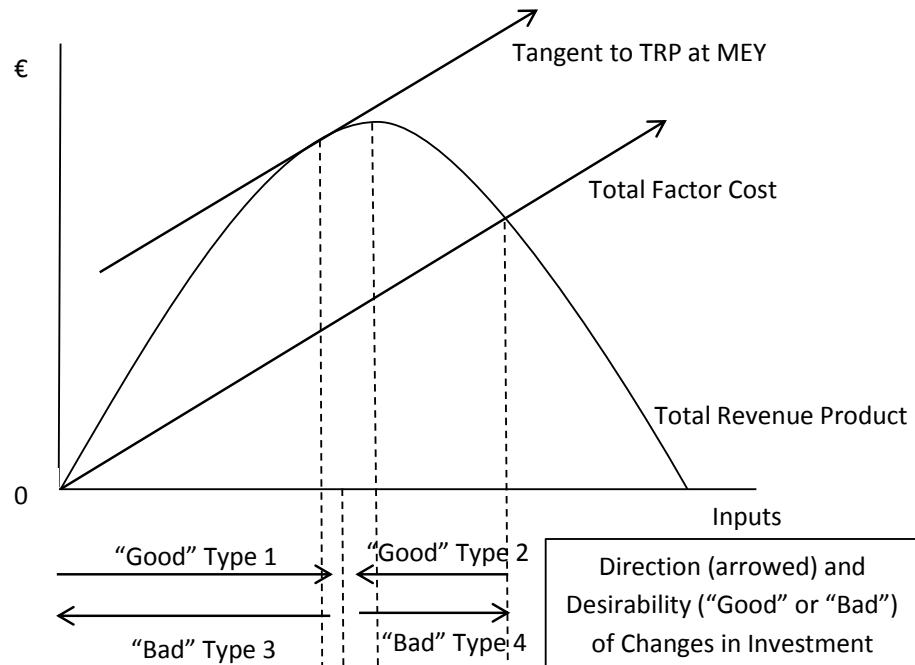 Tangent to TRP at MEY
€
Total Factor Cost
Total Revenue Product
0
Inputs
“Good” Type 1
“Good” Type 2
“Bad” Type 3
“Bad” Type 4
Direction (arrowed) and
Desirability (“Good” or “Bad”)
of Changes in Investment